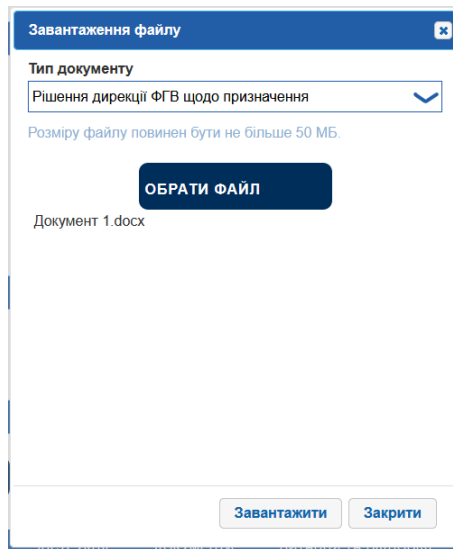 Завантаження файлу
Тип документу
Рішення дирекції ФГВ щодо призначення
Розміру файлу повинен бути не більше 50 МБ.
ОБРАТИ ФАЙЛ
Документ 1.docx
Завантажити Закрити